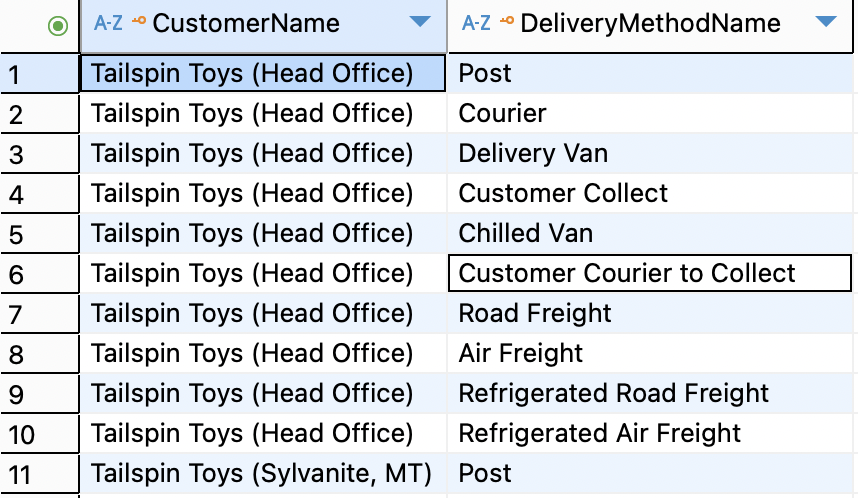 A-Z CustomerName A-Z DeliveryMethodName
1 Tailspin Toys (Head Office) Post
2 Tailspin Toys (Head Office) Courier
3 Tailspin Toys (Head Office) Delivery Van
4 Tailspin Toys (Head Office) Customer Collect
5 Tailspin Toys (Head Office) Chilled Van
6 Tailspin Toys (Head Office) Customer Courier to Collect
7 Tailspin Toys (Head Office) Road Freight
8 Tailspin Toys (Head Office) Air Freight
9 Tailspin Toys (Head Office) Refrigerated Road Freight
10 Tailspin Toys (Head Office) Refrigerated Air Freight
11 Tailspin Toys (Sylvanite, MT) Post